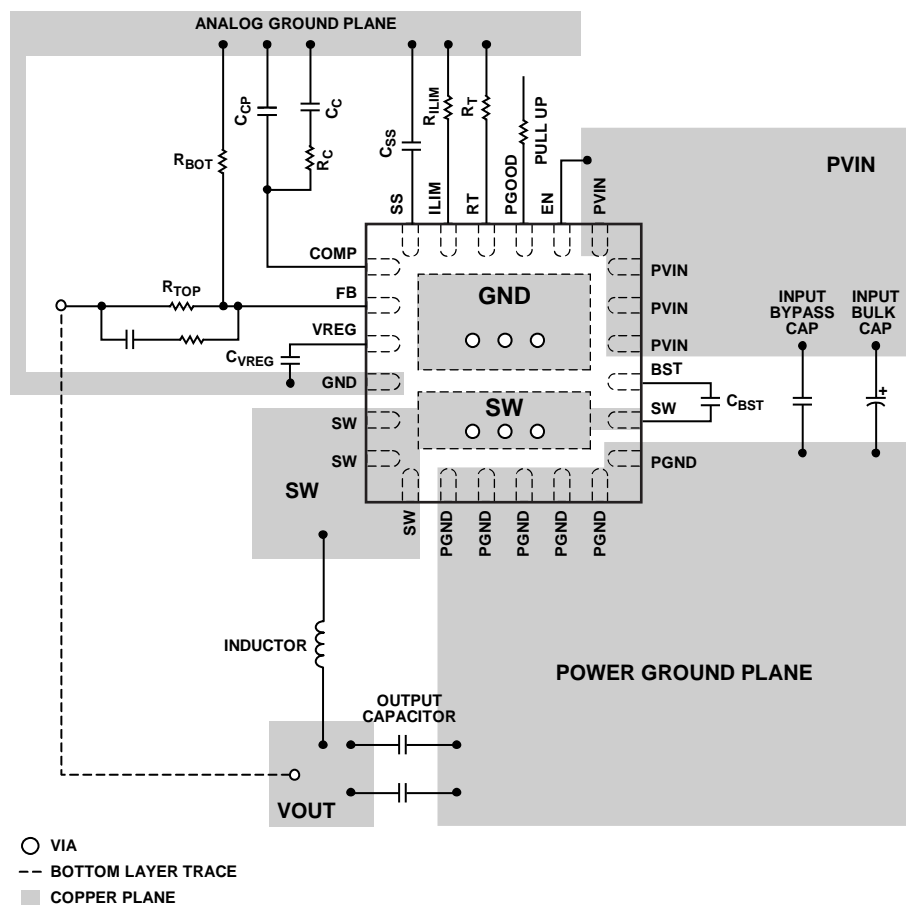 ANALOG GROUND PLANE
CCP
CC
RC
RBOT
CSS
RILIM
RT
PULL UP
PVIN
SS
ILIM
RT
PGOOD
EN
PVIN
COMP
RTOP
FB
VREG
CVREG
GND
SW
SW
GND
SW
PVIN
PVIN
PVIN
BST
SW
PGND
CBST
INPUT
BYPASS
CAP
INPUT
BULK
CAP
+
SW
SW
PGND
PGND
PGND
PGND
PGND
INDUCTOR
POWER GROUND PLANE
OUTPUT
CAPACITOR
VOUT
VIA
BOTTOM LAYER TRACE
COPPER PLANE